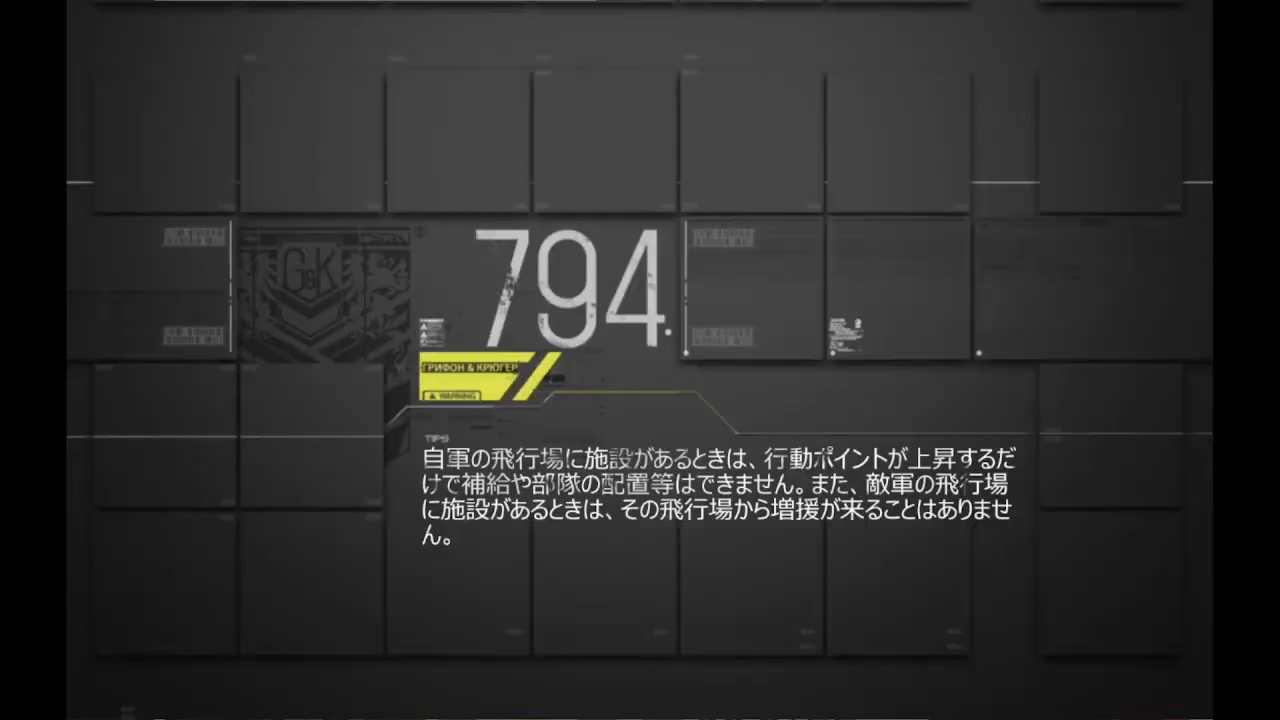 G&K
794.
ГРИФОН & КРЮГЕР
WARNING
TIPS
自軍の飛行場に施設があるときは、行動ポイントが上昇するだ
けで補給や部隊の配置等はできません。また、敵軍の飛行場
に施設があるときは、その飛行場から増援が来ることはありませ
ん。